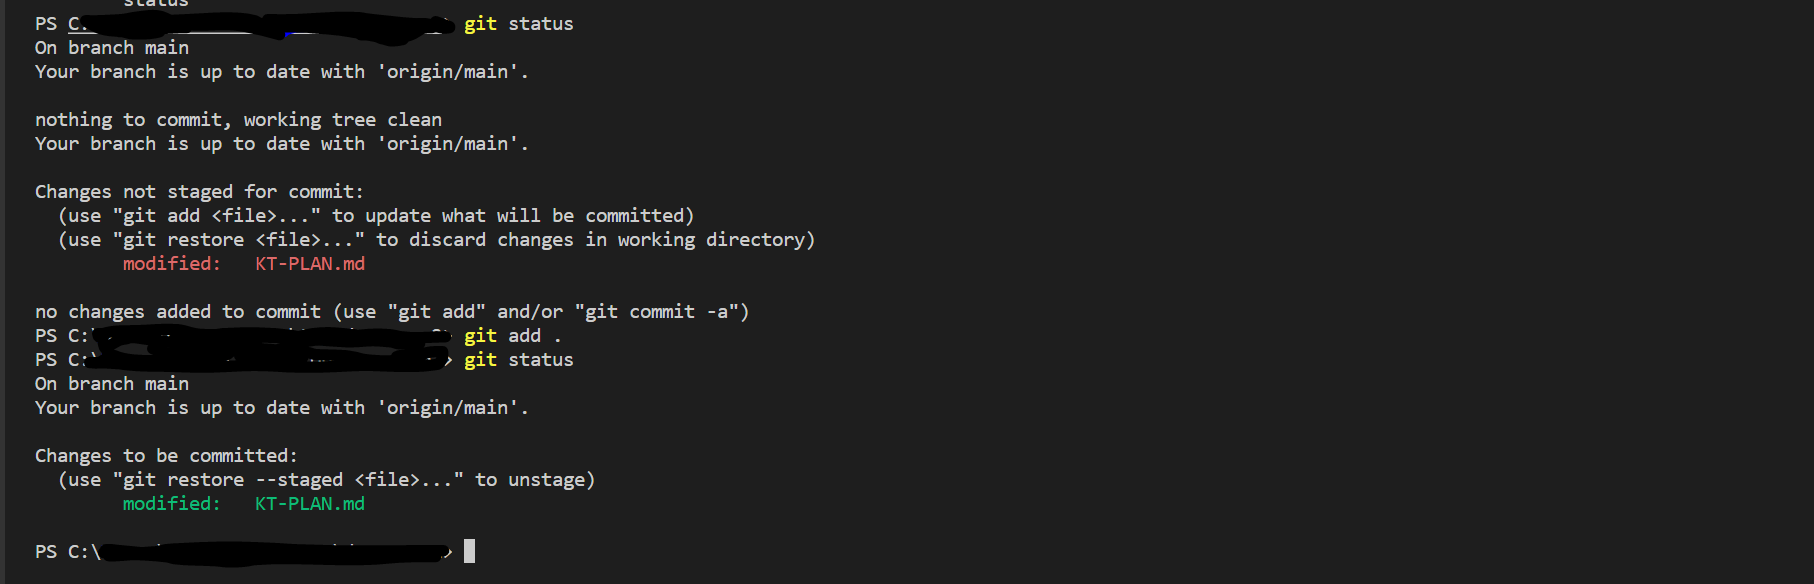 status
PS C: git status
On branch main
Your branch is up to date with 'origin/main'.
nothing to commit, working tree clean
Your branch is up to date with 'origin/main'.
Changes not staged for commit:
(use "git add <file>..." to update what will be committed)
(use "git restore <file>..." to discard changes in working directory)
modified: KT-PLAN.md
no changes added to commit (use "git add" and/or "git commit -a")
PS C:\ git add .
PS C:\ > git status
On branch main
Your branch is up to date with 'origin/main'.
Changes to be committed:
(use "git restore --staged <file>..." to unstage)
modified: KT-PLAN.md
PS C:\ >